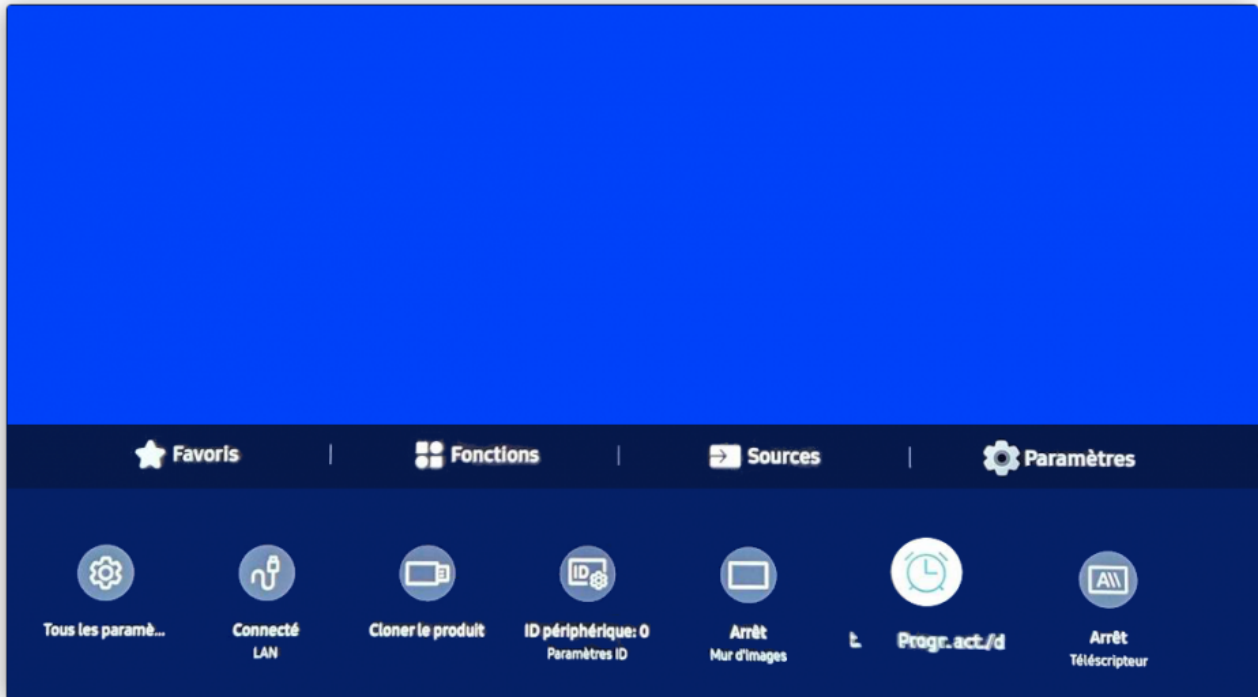 Favoris
Fonctions
Sources
Paramètres
ID
A
Tous les paramè...
Connecté
LAN
Cloner le produit
ID périphérique: 0
Paramètres ID
Arrêt
Mur d'images
t. Progr. act./d
Arrêt
Téléscripteur